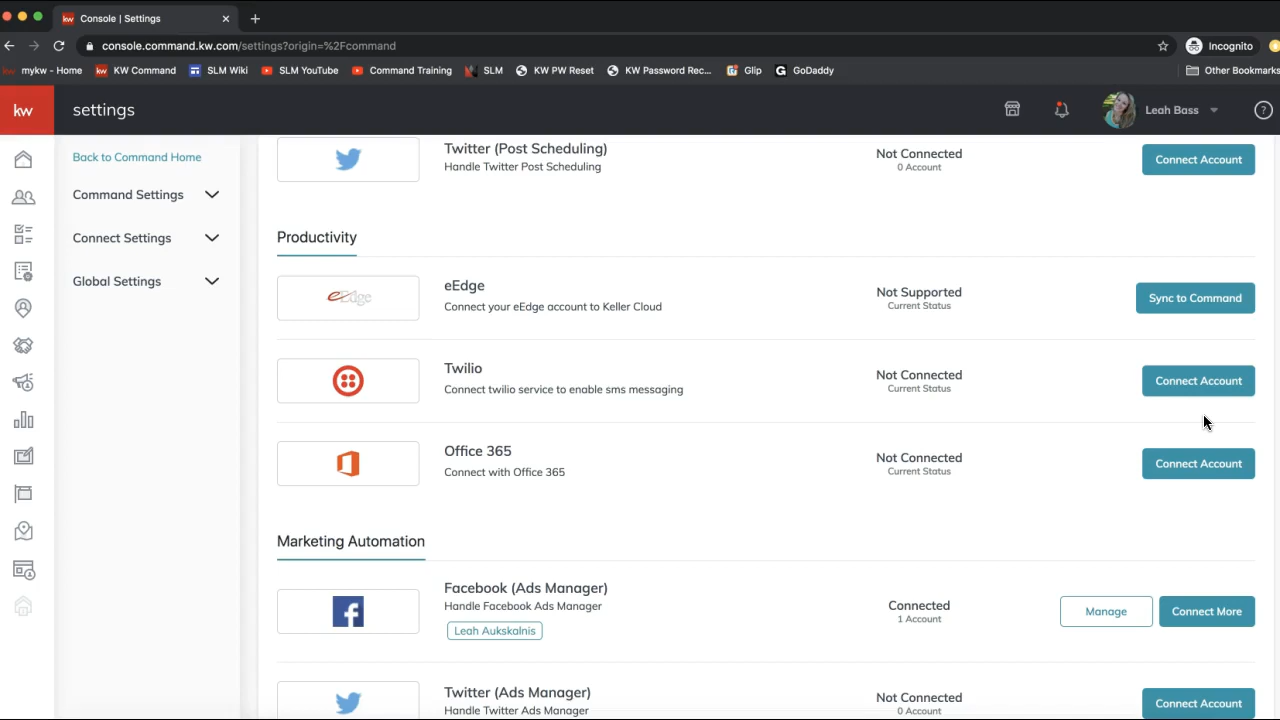 kw Console | Settings
console.command.kw.com/settings?origin=%2Fcommand
Incognito
mykw - Home
KW Command
SLM Wiki
SLM YouTube
Command Training
SLM
KW PW Reset
KW Password Rec...
Glip
GoDaddy
Other Bookmarks
kw
settings
Leah Bass
Back to Command Home
Command Settings
Connect Settings
Global Settings
Twitter (Post Scheduling)
Handle Twitter Post Scheduling
Not Connected
0 Account
Connect Account
Productivity
eEdge
eEdge
Connect your eEdge account to Keller Cloud
Not Supported
Current Status
Sync to Command
Twilio
Connect twilio service to enable sms messaging
Not Connected
Current Status
Connect Account
Office 365
Connect with Office 365
Not Connected
Current Status
Connect Account
Marketing Automation
Facebook (Ads Manager)
Handle Facebook Ads Manager
Leah Aukskalnis
Connected
1 Account
Manage
Connect More
Twitter (Ads Manager)
Handle Twitter Ads Manager
Not Connected
0 Account
Connect Account